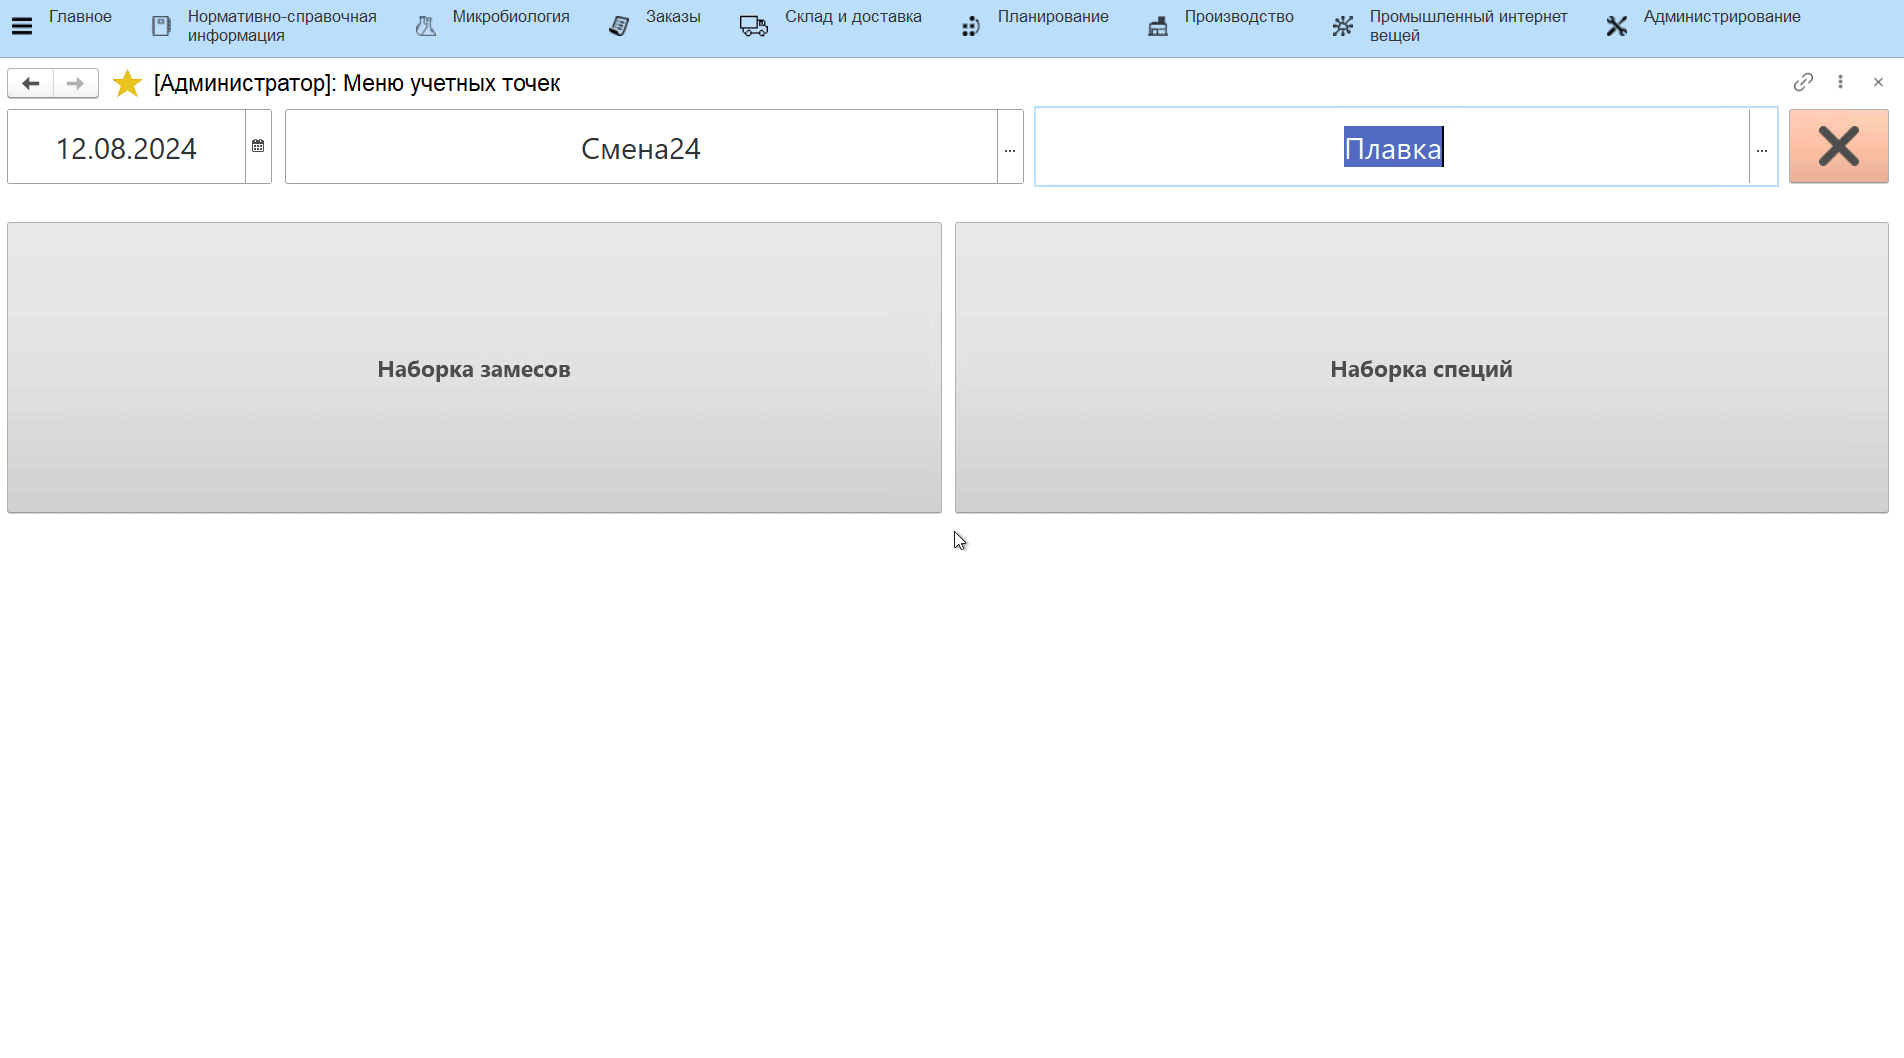 Главное
Нормативно-справочная
информация
Микробиология
Заказы
Склад и доставка
Планирование
Производство
Промышленный интернет
вещей
Администрирование
[Администратор]: Меню учетных точек
12.08.2024
Смена24
...
Плавка
...
Наборка замесов
Наборка специй